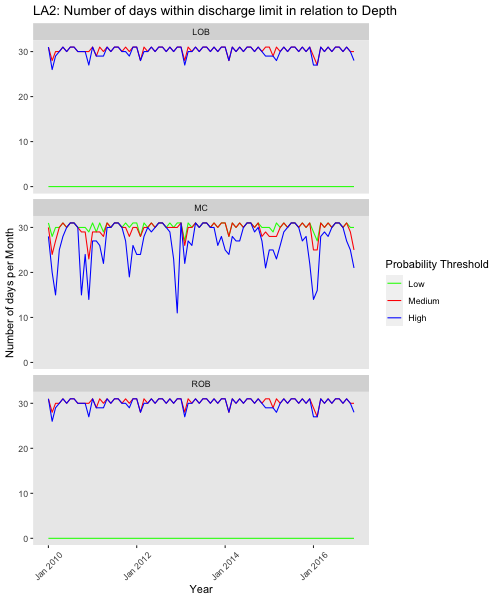 LA2: Number of days within discharge limit in relation to Depth
LOB
30
20
10
0
MC
30
20
10
0
ROB
30
20
10
0
Number of days per Month
Jan 2010
Jan 2012
Jan 2014
Jan 2016
Year
Probability Threshold
Low
Medium
High